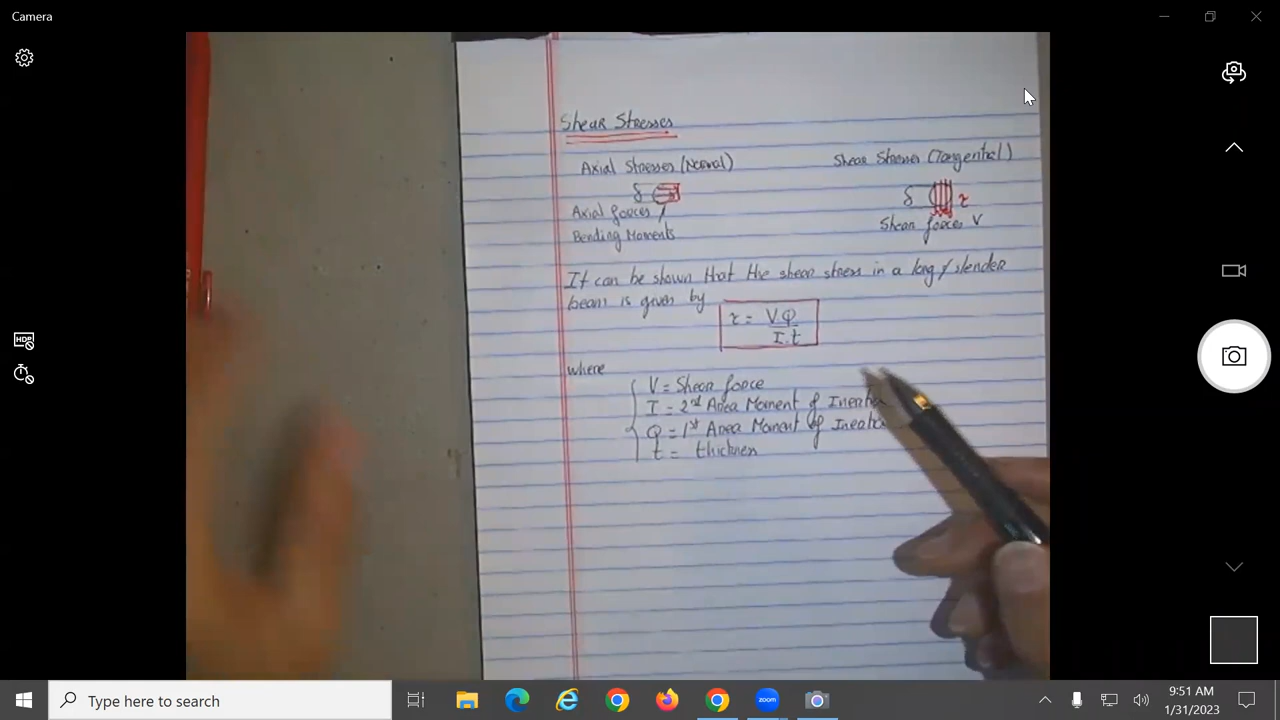 Camera
Shear Stresses
Axial Stresses (Normal)
Shear Stresses (Tangential)
δ
δ
τ
Axial forces /
Bending Moments
Shear forces V
It can be shown that the shear stress in a long/slender
beam is given by
τ = VQ
I.t
where
V = Shear force
I = 2nd Area Moment of Inertia
Q = 1st Area Moment of Inertia
t = thickness
HDR
Type here to search
zoom
9:51 AM
1/31/2023